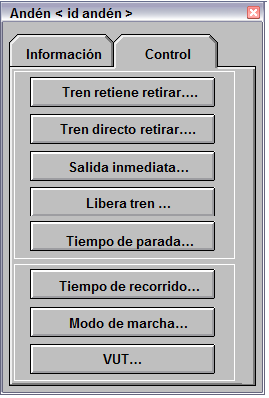 Andén < id andén >
Información
Control
Tren retiene retirar....
Tren directo retirar....
Salida inmediata...
Libera tren ...
Tiempo de parada...
Tiempo de recorrido...
Modo de marcha...
VUT...